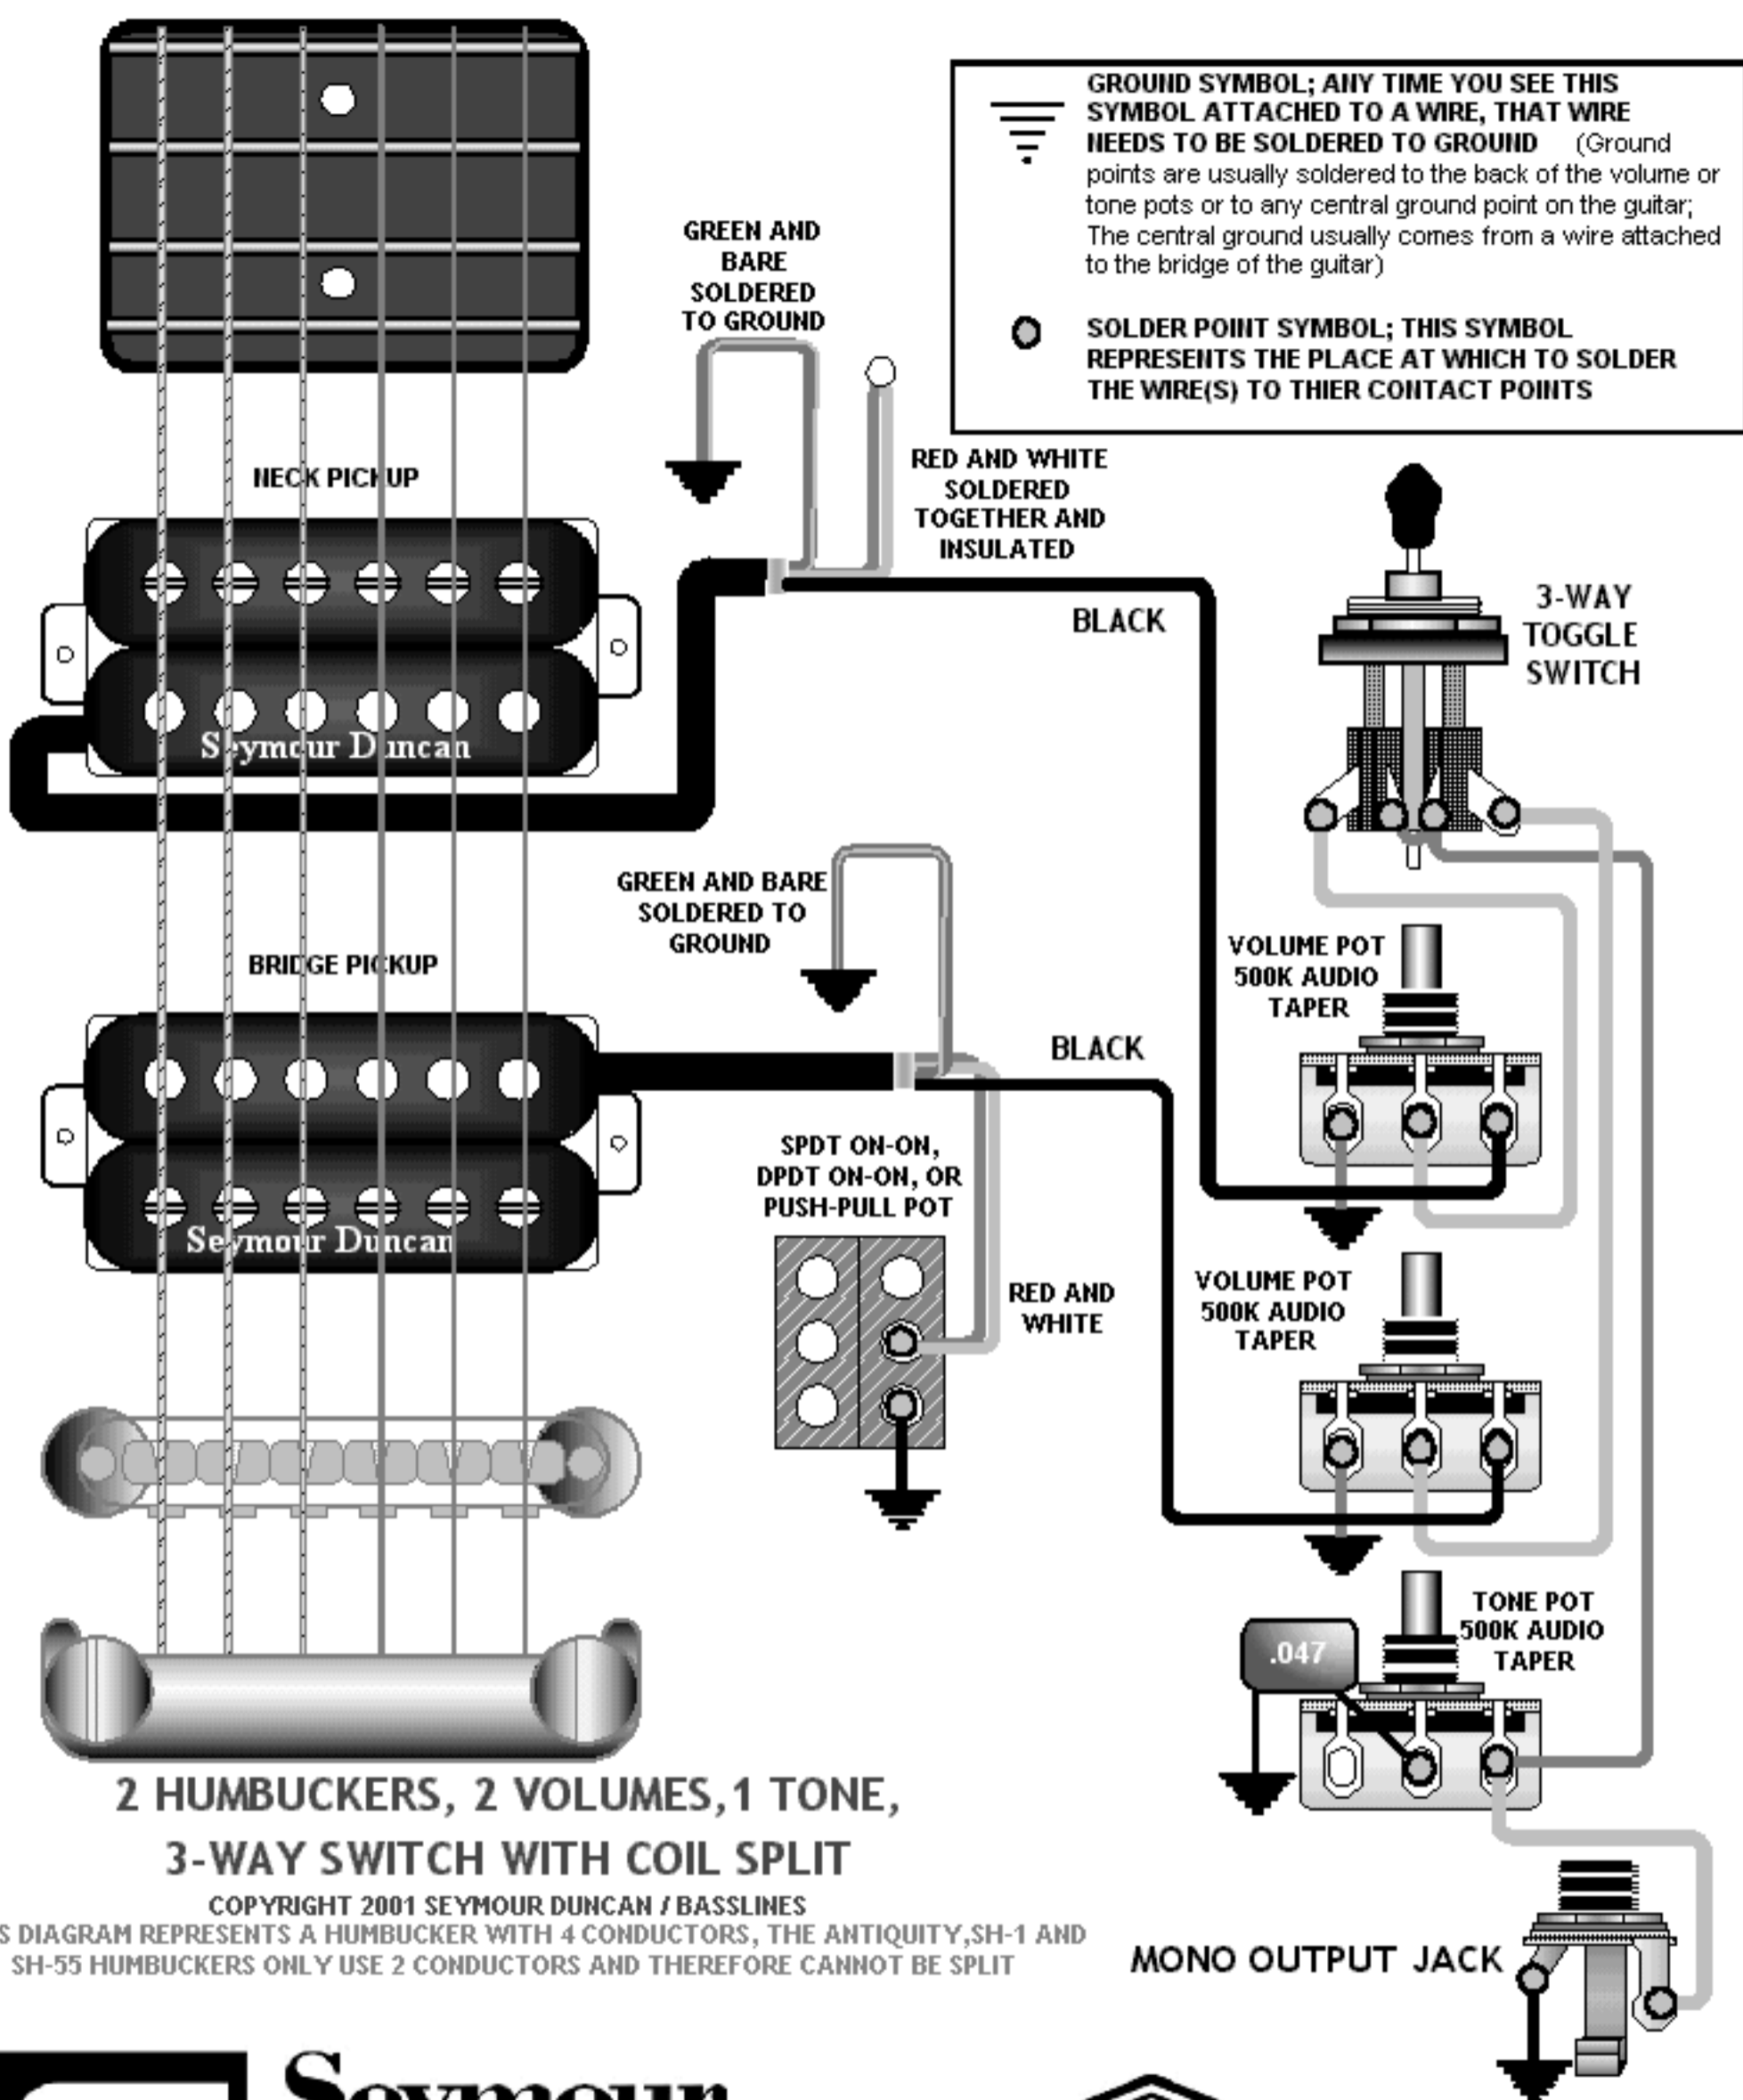 GROUND SYMBOL; ANY TIME YOU SEE THIS
SYMBOL ATTACHED TO A WIRE, THAT WIRE
NEEDS TO BE SOLDERED TO GROUND (Ground
points are usually soldered to the back of the volume or
tone pots or to any central ground point on the guitar;
The central ground usually comes from a wire attached
to the bridge of the guitar)
SOLDER POINT SYMBOL; THIS SYMBOL
REPRESENTS THE PLACE AT WHICH TO SOLDER
THE WIRE(S) TO THIER CONTACT POINTS
GREEN AND
BARE
SOLDERED
TO GROUND
RED AND WHITE
SOLDERED
TOGETHER AND
INSULATED
NECK PICKUP
BLACK
3-WAY
TOGGLE
SWITCH
Seymour Duncan
GREEN AND BARE
SOLDERED TO
GROUND
VOLUME POT
500K AUDIO
TAPER
BRIDGE PICKUP
BLACK
SPDT ON-ON,
DPDT ON-ON, OR
PUSH-PULL POT
Seymour Duncan
RED AND
WHITE
VOLUME POT
500K AUDIO
TAPER
TONE POT
500K AUDIO
TAPER
.047
2 HUMBUCKERS, 2 VOLUMES,1 TONE,
3-WAY SWITCH WITH COIL SPLIT
COPYRIGHT 2001 SEYMOUR DUNCAN / BASSLINES
S DIAGRAM REPRESENTS A HUMBUCKER WITH 4 CONDUCTORS, THE ANTIQUITY,SH-1 AND
SH-55 HUMBUCKERS ONLY USE 2 CONDUCTORS AND THEREFORE CANNOT BE SPLIT
MONO OUTPUT JACK
Seymour